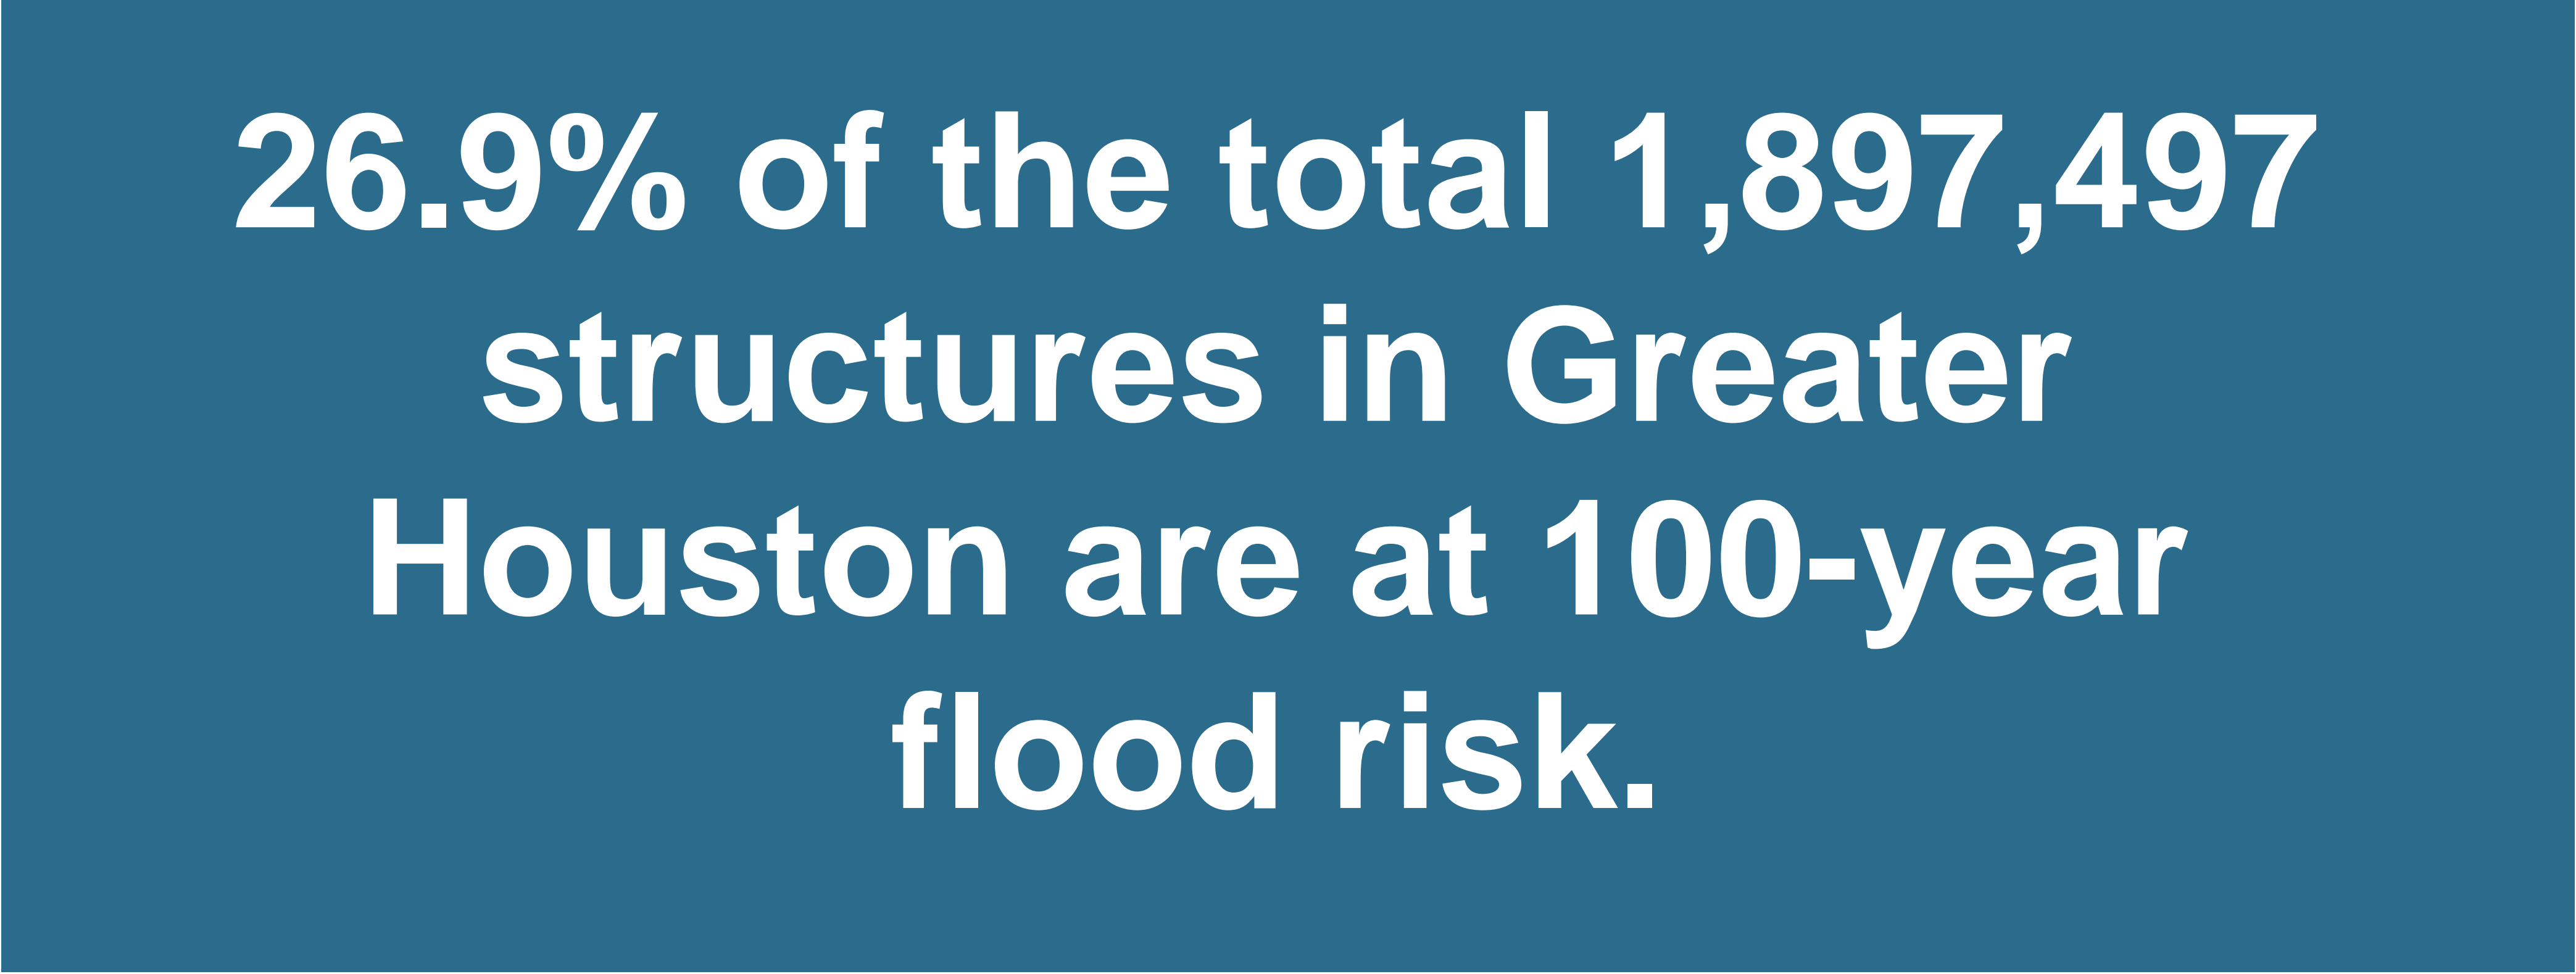 26.9% of the total 1,897,497
structures in Greater
Houston are at 100-year
flood risk.